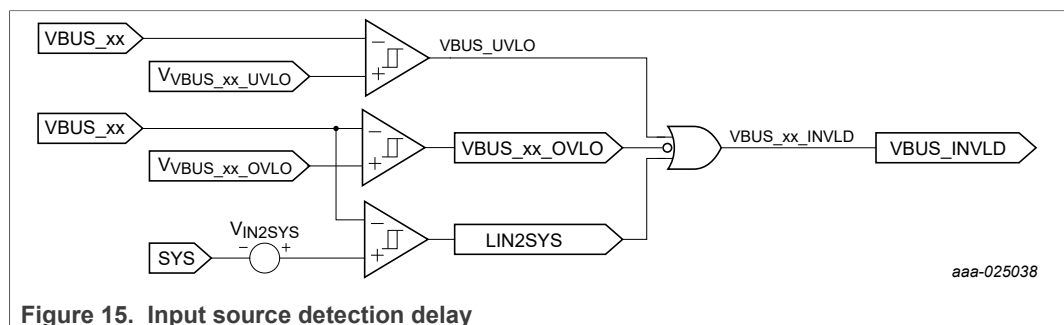 VBUS_xx
VBUS_UVLO
VVBUS_xx_UVLO
VBUS_xx
VBUS_xx_OVLO
VBUS_xx_INVLD
VBUS_INVLD
VVBUS_xx_OVLO
VIN2SYS
SYS
LIN2SYS
aaa-025038
Figure 15. Input source detection delay